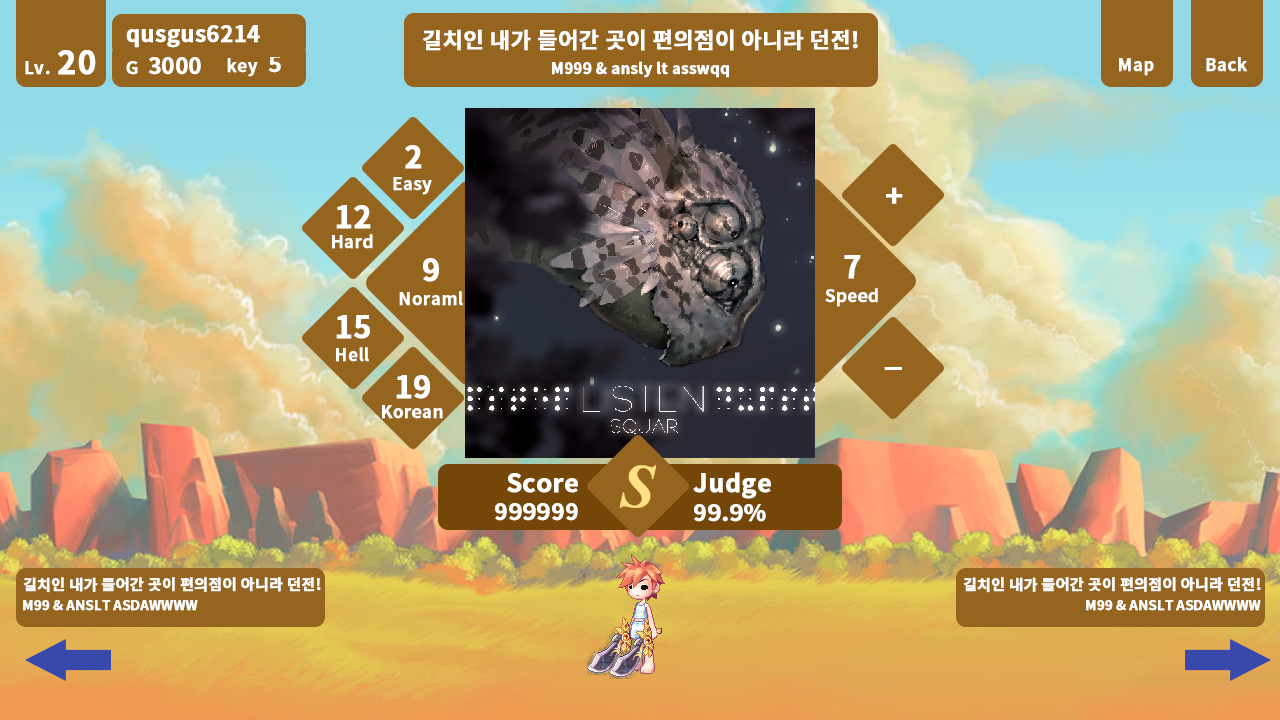 Lv. 20
qusgus6214
G 3000 key 5
길치인 내가 들어간 곳이 편의점이 아니라 던전!
M999 & ansly lt asswqq
Map
Back
2
Easy
12
Hard
9
Noraml
15
Hell
19
Korean
LSILN
SQUAR
+
7
Speed
−
Score
999999
S
Judge
99.9%
길치인 내가 들어간 곳이 편의점이 아니라 던전!
M99 & ANSLT ASDAWWWW
길치인 내가 들어간 곳이 편의점이 아니라 던전!
M99 & ANSLT ASDAWWWW